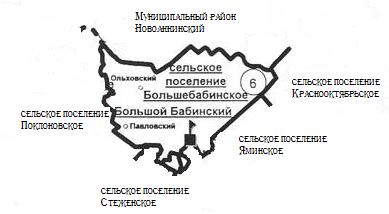 Муниципальный район
Новоаннинский
сельское
поселение
Большебабинское
6
Ольховский
Большой Бабинский
Павловский
сельское поселение
Краснооктябрьское
сельское поселение
Поклоновское
сельское поселение
Яминское
сельское поселение
Стеженское